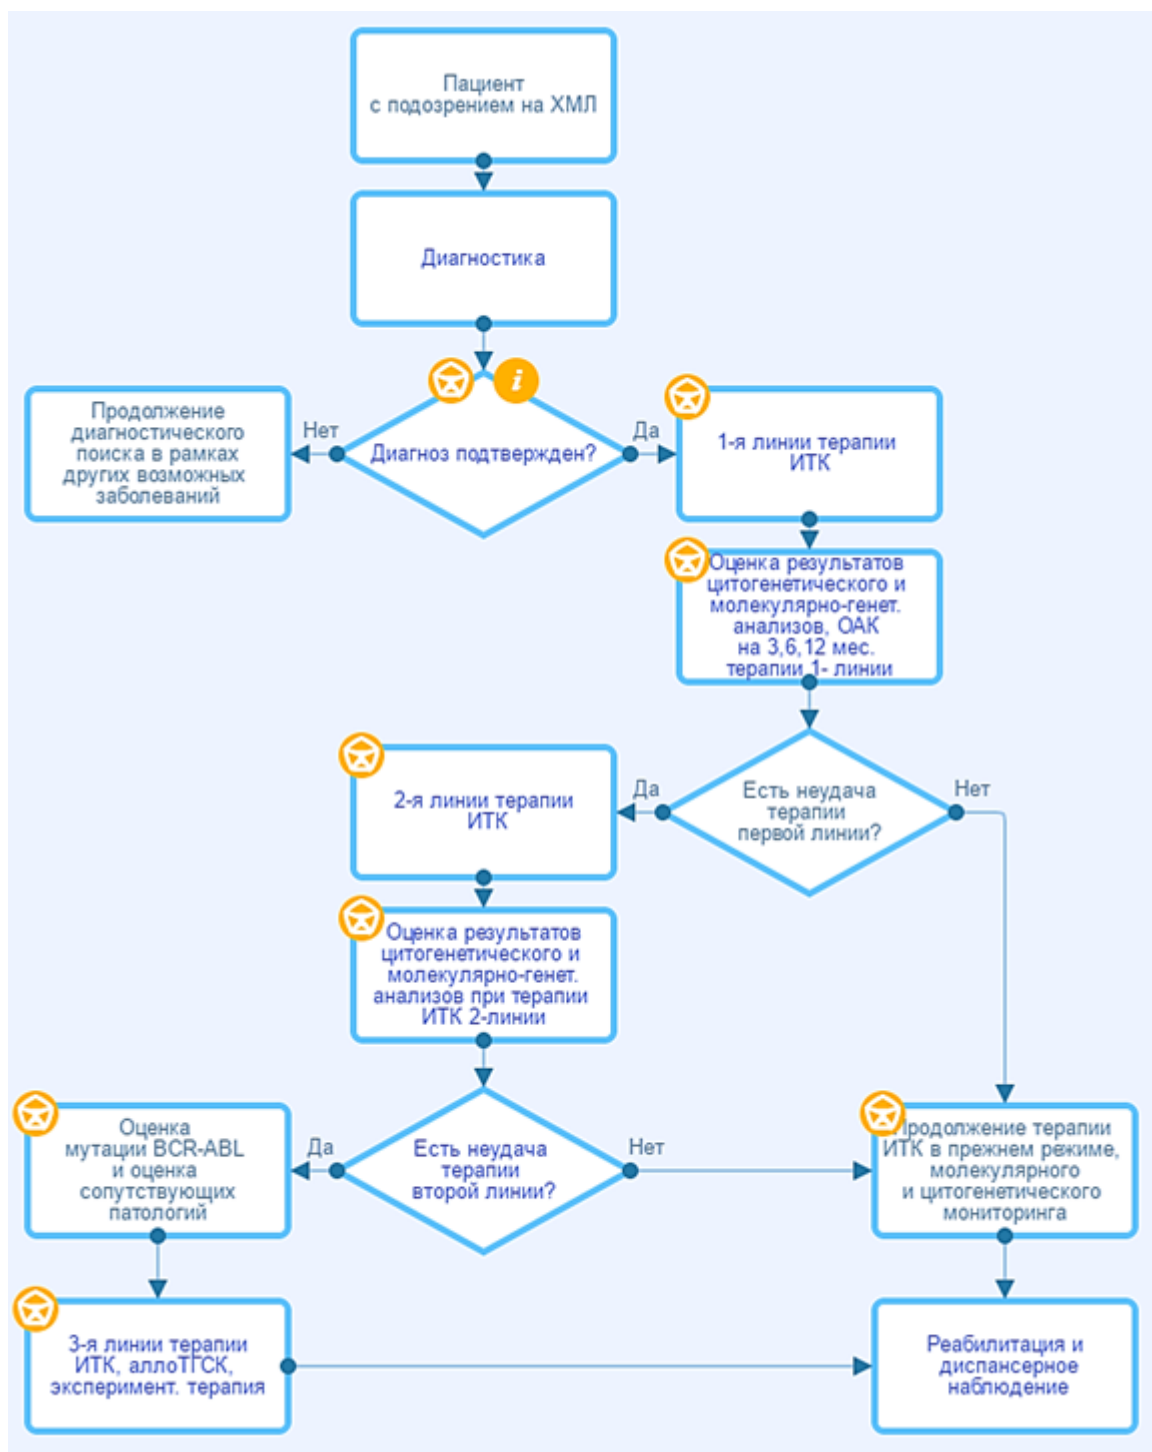 Пациент
с подозрением на ХМЛ
Диагностика
Продолжение
диагностического
поиска в рамках
других возможных
заболеваний
Нет
Диагноз подтвержден?
Да
1-я линии терапии
ИТК
Оценка результатов
цитогенетического и
молекулярно-генет.
анализов, ОАК
на 3,6,12 мес.
терапии 1- линии
2-я линии терапии
ИТК
Да
Есть неудача
терапии
первой линии?
Нет
Оценка результатов
цитогенетического и
молекулярно-генет.
анализов при терапии
ИТК 2-линии
Оценка
мутации BCR-ABL
и оценка
сопутствующих
патологий
Да
Есть неудача
терапии
второй линии?
Нет
Продолжение терапии
ИТК в прежнем режиме,
молекулярного
и цитогенетического
мониторинга
3-я линии терапии
ИТК, аллоТГСК,
эксперимент. терапия
Реабилитация и
диспансерное
наблюдение